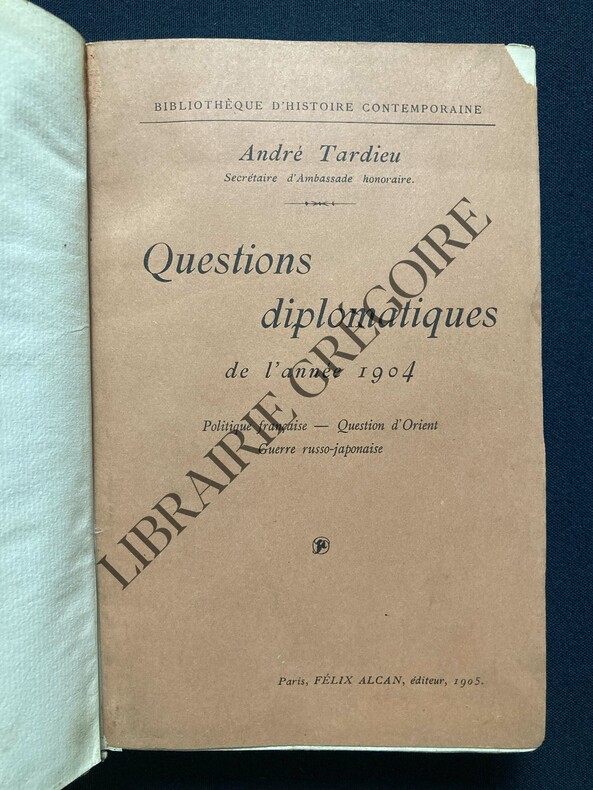 BIBLIOTHÈQUE D'HISTOIRE CONTEMPORAINE
André Tardieu
Secrétaire d'Ambassade honoraire.
Questions
diplomatiques
de l'année 1904
Politique française — Question d'Orient
Guerre russo-japonaise
Paris, FÉLIX ALCAN, éditeur, 1905.
LIBRAIRIE GRÉGOIRE